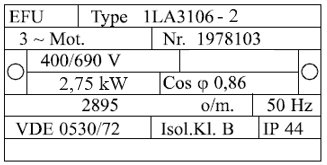 EFU Type 1LA3106-2
3 ~ Mot. Nr. 1978103
400/690 V
2,75 kW Cos φ 0,86
2895 o/m. 50 Hz
VDE 0530/72 Isol.Kl. B IP 44